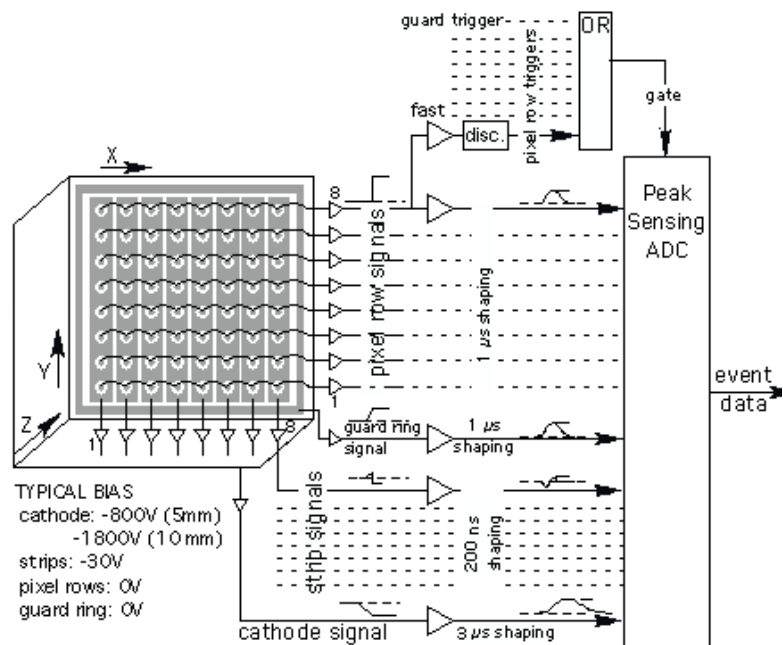 guard trigger
OR
pixel row triggers
gate
fast
disc.
X
8
Peak
Sensing
ADC
pixel row signals
1 µs shaping
Y
Z
1
event
data
1
8
guard ring
signal
1 µs
shaping
strip signals
200 ns
shaping
TYPICAL BIAS
cathode: -800V (5mm)
-1800V (10mm)
strips: -30V
pixel rows: 0V
guard ring: 0V
cathode signal
3 µs shaping